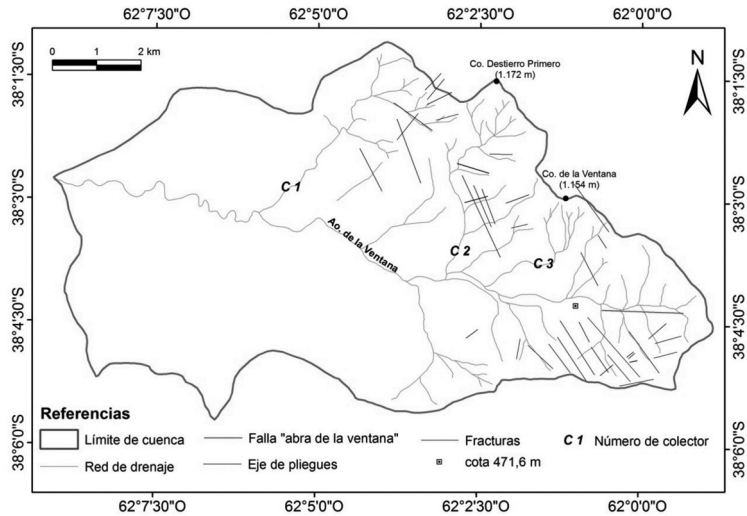 62°7'30"O 62°5'0"O 62°2'30"O 62°0'0"O
0 1 2 km
N
38°1'30"S 38°1'30"S
Co. Destierro Primero
(1.172 m)
Co. de la Ventana
(1.154 m)
38°3'0"S 38°3'0"S
C 1
Ao. de la Ventana
C 2
C 3
38°4'30"S 38°4'30"S
Referencias
Límite de cuenca
Falla "abra de la ventana"
Fracturas
C 1 Número de colector
Red de drenaje
Eje de pliegues
cota 471,6 m
38°6'0"S 38°6'0"S
62°7'30"O 62°5'0"O 62°2'30"O 62°0'0"O